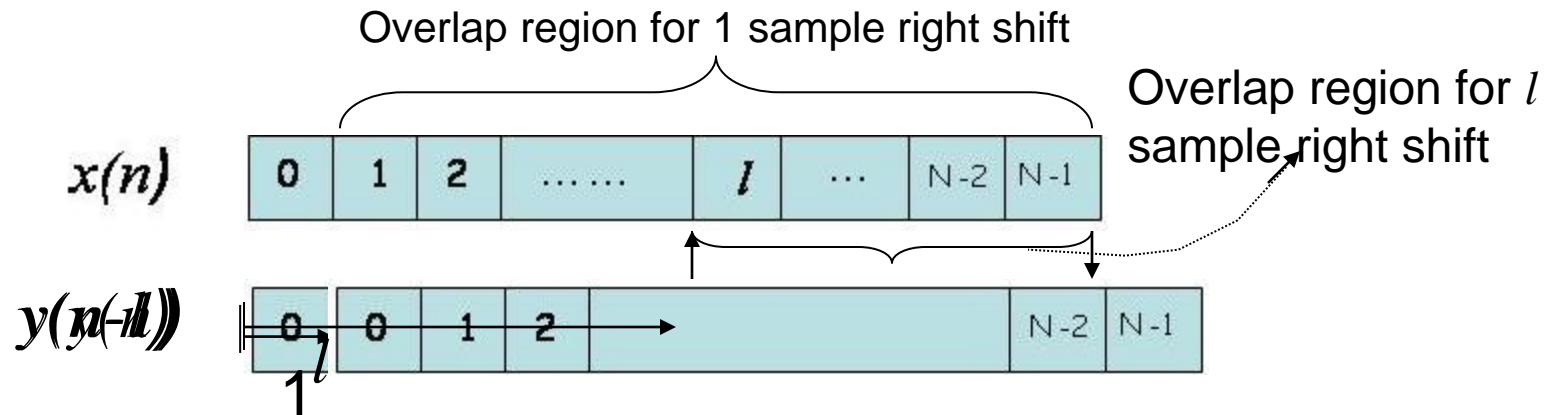 Overlap region for 1 sample right shift
Overlap region for l
sample right shift
x(n)
0 1 2 ...... l ... N-2 N-1
0 0 1 2 N-2 N-1
l
1